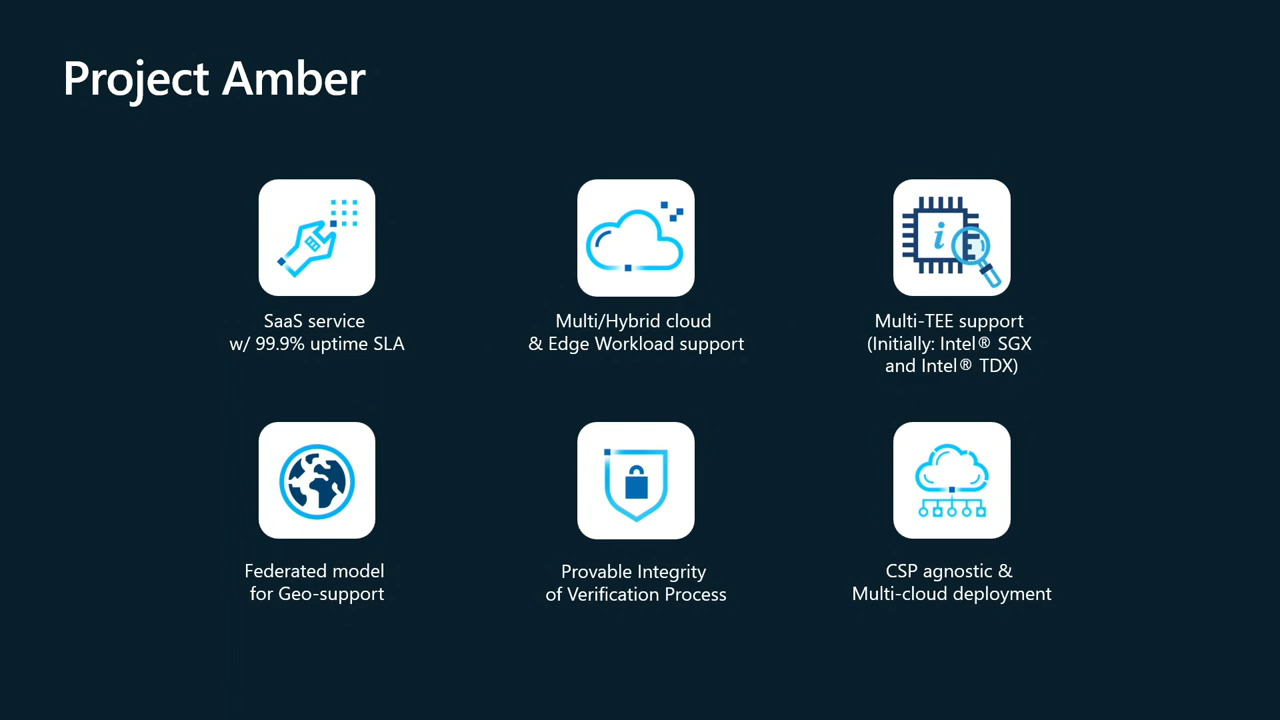 Project Amber
SaaS service
w/ 99.9% uptime SLA
Multi/Hybrid cloud
& Edge Workload support
Multi-TEE support
(Initially: Intel® SGX
and Intel® TDX)
Federated model
for Geo-support
Provable Integrity
of Verification Process
CSP agnostic &
Multi-cloud deployment